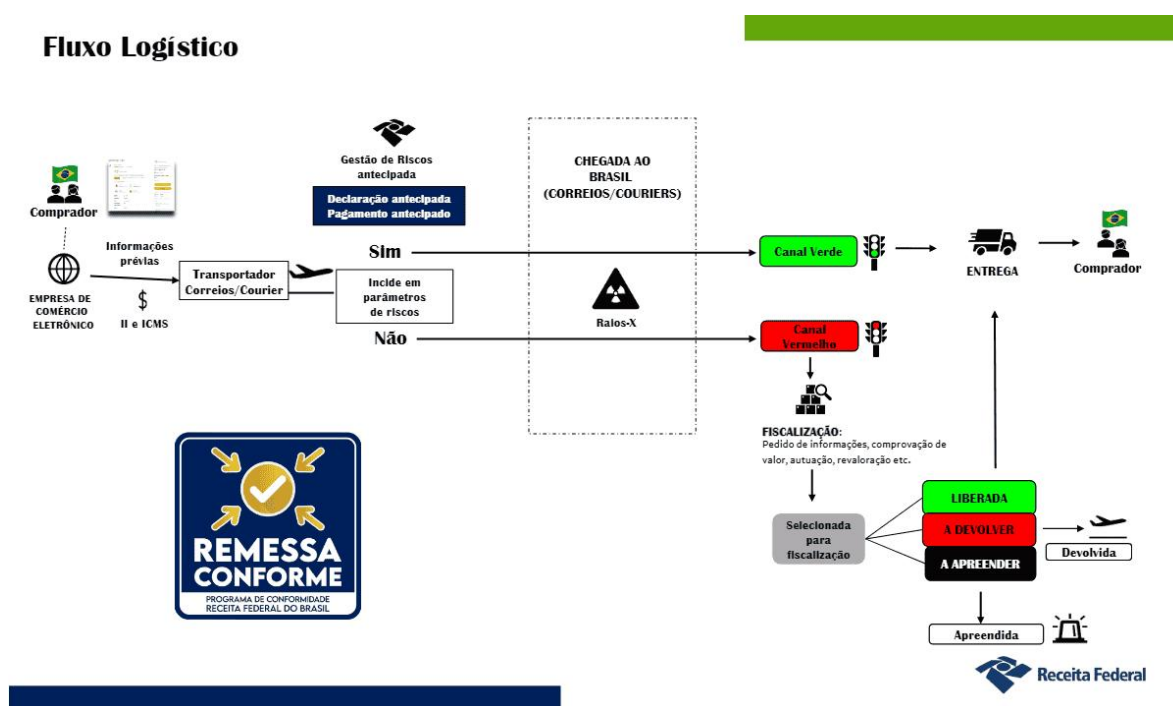 Fluxo Logístico
Comprador
EMPRESA DE
COMÉRCIO
ELETRÔNICO
Informações
prévias
$
II e ICMS
Transportador
Correios/Courier
Gestão de Riscos
antecipada
Declaração antecipada
Pagamento antecipado
Sim
Incide em
parâmetros
de riscos
Não
CHEGADA AO
BRASIL
(CORREIOS/COURIERS)
Raios-X
Canal Verde
ENTREGA
Comprador
Canal
Vermelho
FISCALIZAÇÃO:
Pedido de informações, comprovação de
valor, autuação, revaloração etc.
Selecionada
para
fiscalização
LIBERADA
A DEVOLVER
A APREENDER
Devolvida
Apreendida
REMESSA
CONFORME
PROGRAMA DE CONFORMIDADE
RECEITA FEDERAL DO BRASIL
Receita Federal